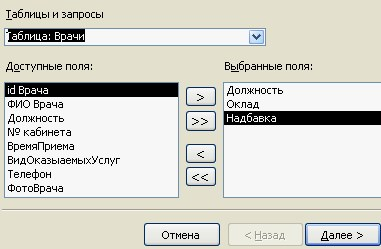 Таблицы и запросы
Таблица: Врачи
Доступные поля:
Выбранные поля:
id Врача
ФИО Врача
Должность
№ кабинета
ВремяПриема
ВидОказыаемыхУслуг
Телефон
ФотоВрача
>
>>
<
<<
Должность
Оклад
Надбавка
Отмена
< Назад
Далее >